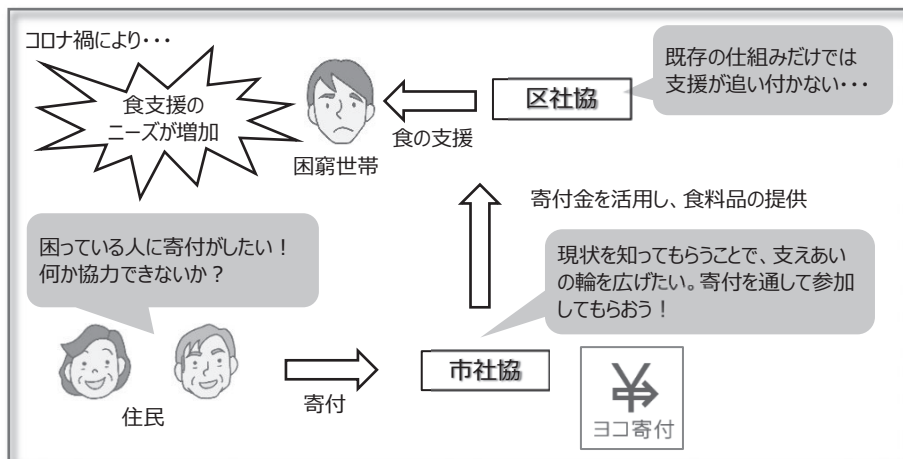 コロナ禍により・・・
食支援の
ニーズが増加
困窮世帯
食の支援
区社協
既存の仕組みだけでは
支援が追い付かない・・・
寄付金を活用し、食料品の提供
困っている人に寄付がしたい！
何か協力できないか？
現状を知ってもらうことで、支えあい
の輪を広げたい。寄付を通して参加
してもらおう！
住民
寄付
市社協
ヨコ寄付